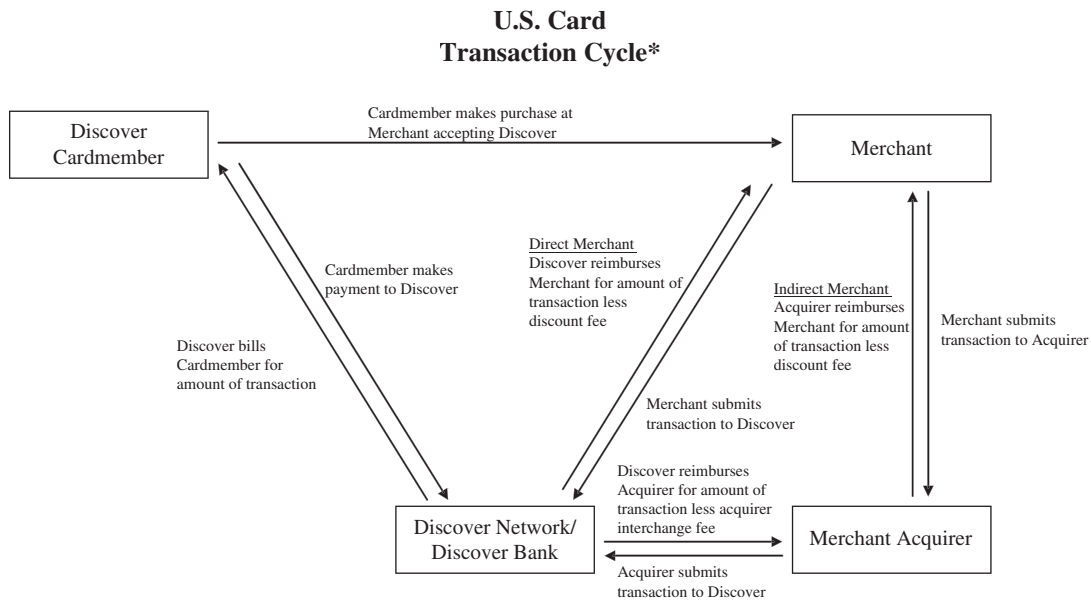 U.S. Card
Transaction Cycle*
Discover
Cardmember
Cardmember makes purchase at
Merchant accepting Discover
Merchant
Cardmember makes
payment to Discover
Discover bills
Cardmember for
amount of transaction
Direct Merchant
Discover reimburses
Merchant for amount of
transaction less
discount fee
Merchant submits
transaction to Discover
Indirect Merchant
Acquirer reimburses
Merchant for amount
of transaction less
discount fee
Merchant submits
transaction to Acquirer
Discover Network/
Discover Bank
Discover reimburses
Acquirer for amount of
transaction less acquirer
interchange fee
Acquirer submits
transaction to Discover
Merchant Acquirer